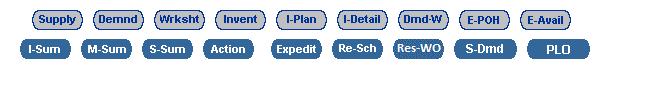 Supply Demnd Wrksht Invent I-Plan I-Detail Dmd-W E-POH E-Avail
I-Sum M-Sum S-Sum Action Expedit Re-Sch Res-WO S-Dmd PLO